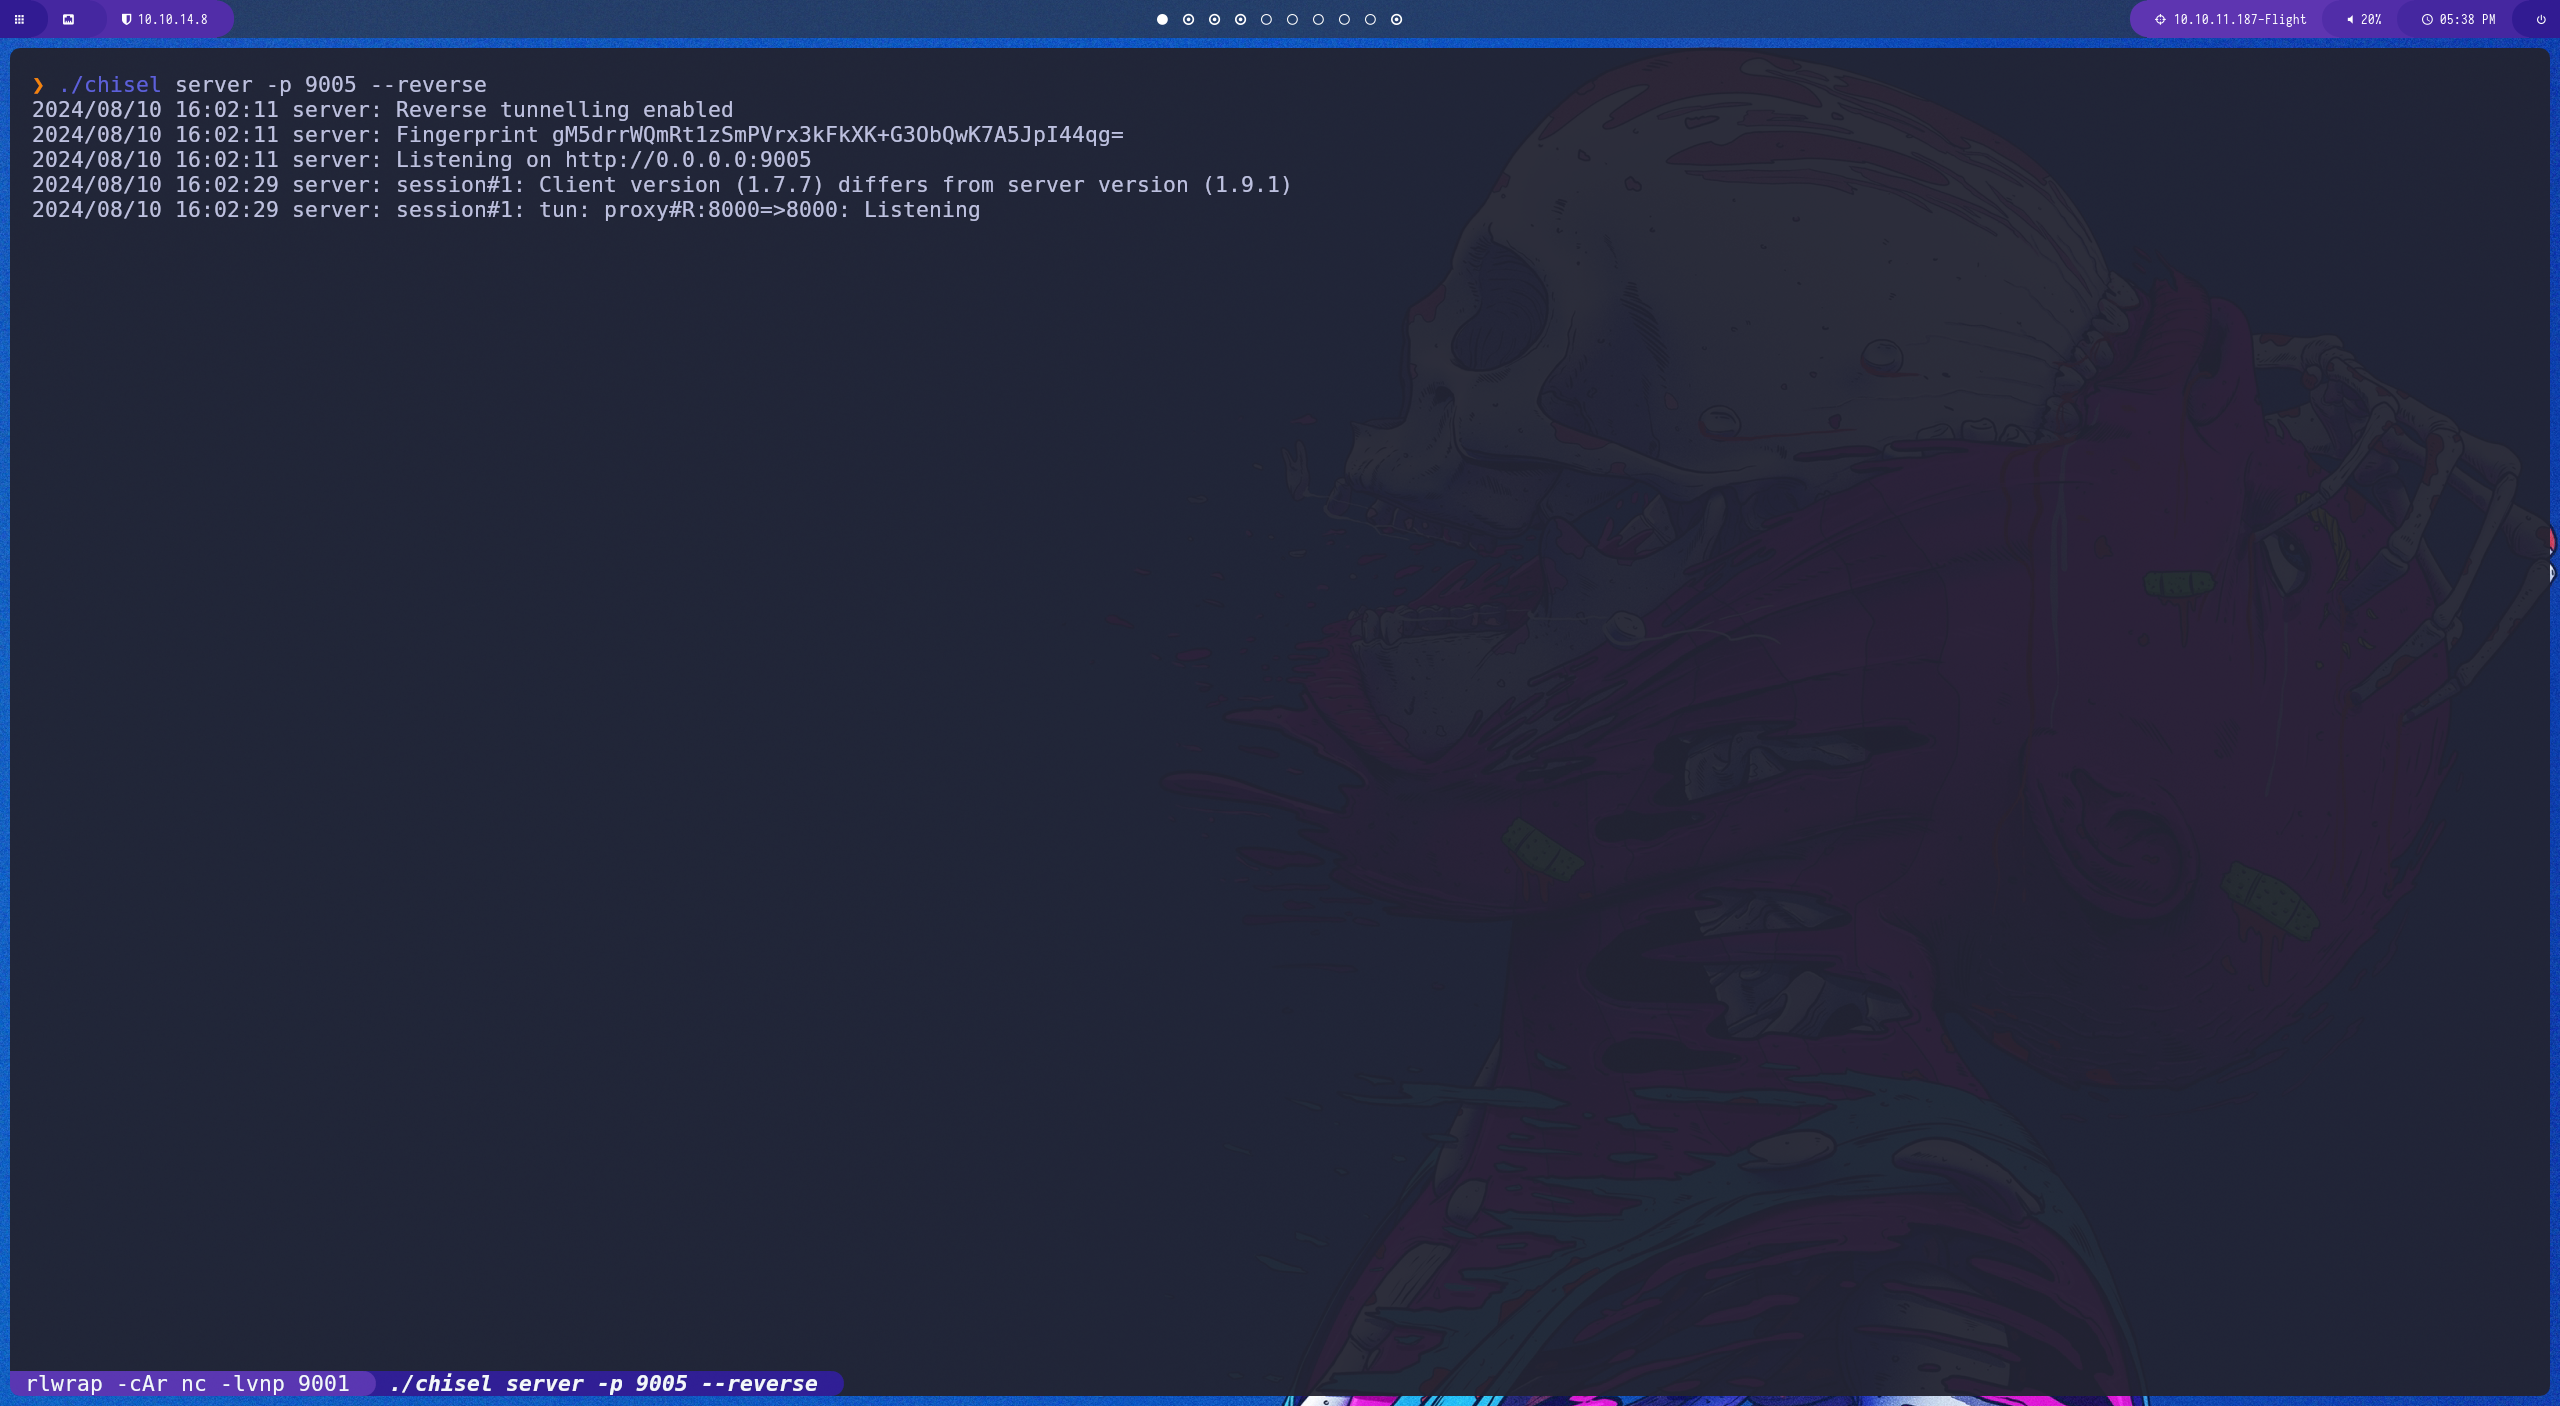 10.10.14.8
10.10.11.187-Flight
20%
05:38 PM
❯ ./chisel server -p 9005 --reverse
2024/08/10 16:02:11 server: Reverse tunnelling enabled
2024/08/10 16:02:11 server: Fingerprint gM5drrWQmRt1zSmPVrx3kFkXK+G3ObQwK7A5JpI44qg=
2024/08/10 16:02:11 server: Listening on http://0.0.0.0:9005
2024/08/10 16:02:29 server: session#1: Client version (1.7.7) differs from server version (1.9.1)
2024/08/10 16:02:29 server: session#1: tun: proxy#R:8000=>8000: Listening
rlwrap -cAr nc -lvnp 9001
./chisel server -p 9005 --reverse